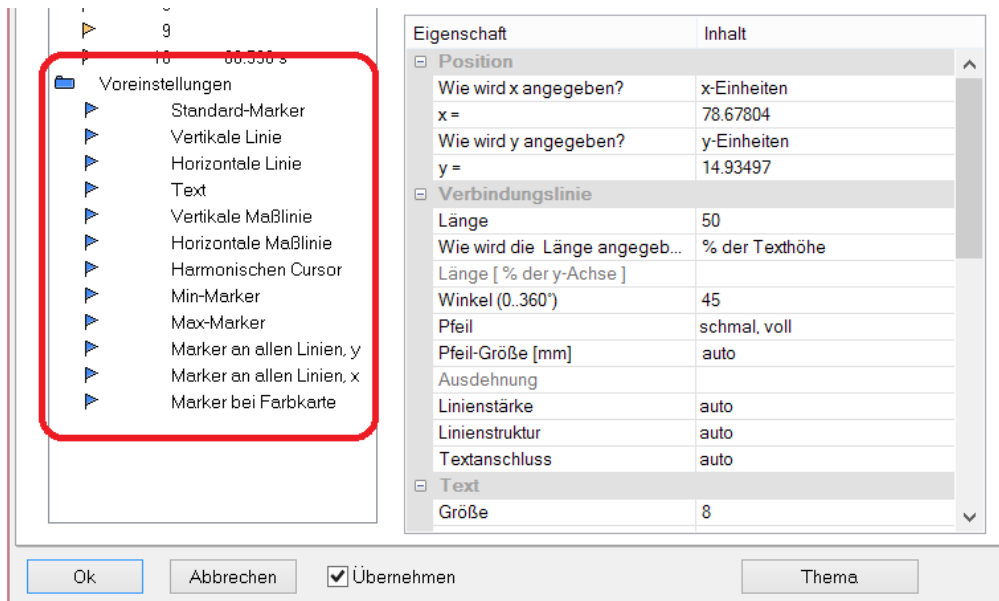 9
Voreinstellungen
Standard-Marker
Vertikale Linie
Horizontale Linie
Text
Vertikale Maßlinie
Horizontale Maßlinie
Harmonischen Cursor
Min-Marker
Max-Marker
Marker an allen Linien, y
Marker an allen Linien, x
Marker bei Farbkarte
Eigenschaft Inhalt
Position
Wie wird x angegeben? x-Einheiten
x = 78.67804
Wie wird y angegeben? y-Einheiten
y = 14.93497
Verbindungslinie
Länge 50
Wie wird die Länge angegeb... % der Texthöhe
Länge [ % der y-Achse ]
Winkel (0..360°) 45
Pfeil schmal, voll
Pfeil-Größe [mm] auto
Ausdehnung
Linienstärke auto
Linienstruktur auto
Textanschluss auto
Text
Größe 8
Ok Abbrechen Übernehmen Thema